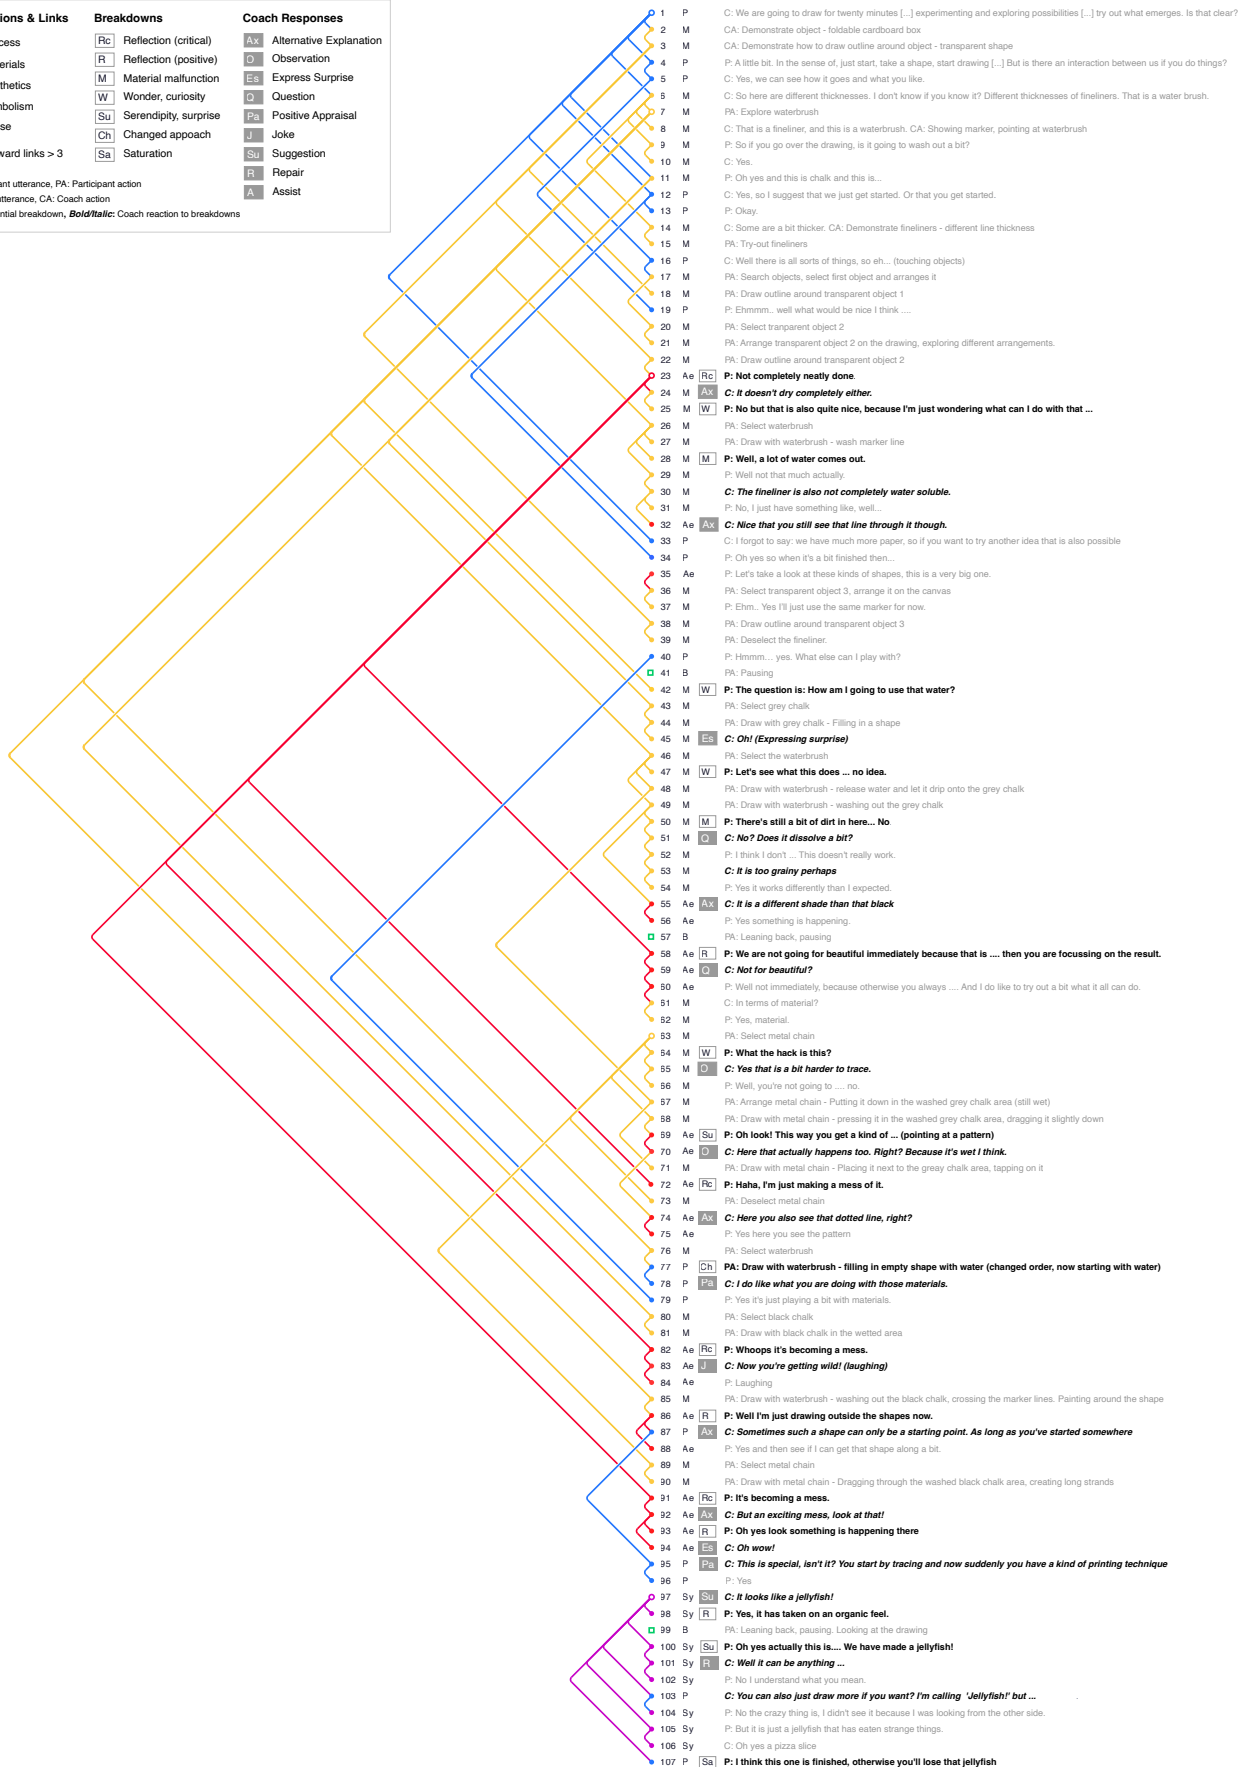 ions & Links
Breakdowns
Coach Responses
cess
Rc Reflection (critical)
Ax Alternative Explanation
erials
R Reflection (positive)
O Observation
thetics
M Material malfunction
Es Express Surprise
nbolism
W Wonder, curiosity
Q Question
se
Su Serendipity, surprise
Pa Positive Appraisal
Ch Changed appoach
J Joke
ward links > 3
Sa Saturation
Su Suggestion
R Repair
A Assist
ant utterance, PA: Participant action
utterance, CA: Coach action
ntial breakdown, Bold/Italic: Coach reaction to breakdowns
1 P C: We are going to draw for twenty minutes [...] experimenting and exploring possibilities [...] try out what emerges. Is that clear?
2 M CA: Demonstrate object - foldable cardboard box
3 M CA: Demonstrate how to draw outline around object - transparent shape
4 P P: A little bit. In the sense of, just start, take a shape, start drawing [...] But is there an interaction between us if you do things?
5 P C: Yes, we can see how it goes and what you like.
6 M C: So here are different thicknesses. I don't know if you know it? Different thicknesses of fineliners. That is a water brush.
7 M PA: Explore waterbrush
8 M C: That is a fineliner, and this is a waterbrush. CA: Showing marker, pointing at waterbrush
9 M P: So if you go over the drawing, is it going to wash out a bit?
10 M C: Yes.
11 M P: Oh yes and this is chalk and this is...
12 P C: Yes, so I suggest that we just get started. Or that you get started.
13 P P: Okay.
14 M C: Some are a bit thicker. CA: Demonstrate fineliners - different line thickness
15 M PA: Try-out fineliners
16 P C: Well there is all sorts of things, so eh... (touching objects)
17 M PA: Search objects, select first object and arranges it
18 M PA: Draw outline around transparent object 1
19 P P: Ehmmm.. well what would be nice I think ....
20 M PA: Select tranparent object 2
21 M PA: Arrange transparent object 2 on the drawing, exploring different arrangements.
22 M PA: Draw outline around transparent object 2
23 Ae Rc P: Not completely neatly done.
24 M Ax C: It doesn't dry completely either.
25 M W P: No but that is also quite nice, because I'm just wondering what can I do with that ...
26 M PA: Select waterbrush
27 M PA: Draw with waterbrush - wash marker line
28 M M P: Well, a lot of water comes out.
29 M P: Well not that much actually.
30 M C: The fineliner is also not completely water soluble.
31 M P: No, I just have something like, well...
32 Ae Ax C: Nice that you still see that line through it though.
33 P C: I forgot to say: we have much more paper, so if you want to try another idea that is also possible
34 P P: Oh yes so when it's a bit finished then...
35 Ae P: Let's take a look at these kinds of shapes, this is a very big one.
36 M PA: Select transparent object 3, arrange it on the canvas
37 M P: Ehm.. Yes I'll just use the same marker for now.
38 M PA: Draw outline around transparent object 3
39 M PA: Deselect the fineliner.
40 P P: Hmmm... yes. What else can I play with?
41 B PA: Pausing
42 M W P: The question is: How am I going to use that water?
43 M PA: Select grey chalk
44 M PA: Draw with grey chalk - Filling in a shape
45 M Es C: Oh! (Expressing surprise)
46 M PA: Select the waterbrush
47 M W P: Let's see what this does ... no idea.
48 M PA: Draw with waterbrush - release water and let it drip onto the grey chalk
49 M PA: Draw with waterbrush - washing out the grey chalk
50 M M P: There's still a bit of dirt in here... No.
51 M Q C: No? Does it dissolve a bit?
52 M P: I think I don't ... This doesn't really work.
53 M C: It is too grainy perhaps
54 M P: Yes it works differently than I expected.
55 Ae Ax C: It is a different shade than that black
56 Ae P: Yes something is happening.
57 B PA: Leaning back, pausing
58 Ae R P: We are not going for beautiful immediately because that is .... then you are focussing on the result.
59 Ae Q C: Not for beautiful?
60 Ae P: Well not immediately, because otherwise you always .... And I do like to try out a bit what it all can do.
61 M C: In terms of material?
62 M P: Yes, material.
63 M PA: Select metal chain
64 M W P: What the hack is this?
65 M O C: Yes that is a bit harder to trace.
66 M P: Well, you're not going to .... no.
67 M PA: Arrange metal chain - Putting it down in the washed grey chalk area (still wet)
68 M PA: Draw with metal chain - pressing it in the washed grey chalk area, dragging it slightly down
69 Ae Su P: Oh look! This way you get a kind of ... (pointing at a pattern)
70 Ae O C: Here that actually happens too. Right? Because it's wet I think.
71 M PA: Draw with metal chain - Placing it next to the greay chalk area, tapping on it
72 Ae Rc P: Haha, I'm just making a mess of it.
73 M PA: Deselect metal chain
74 Ae Ax C: Here you also see that dotted line, right?
75 Ae P: Yes here you see the pattern
76 M PA: Select waterbrush
77 P Ch PA: Draw with waterbrush - filling in empty shape with water (changed order, now starting with water)
78 P Pa C: I do like what you are doing with those materials.
79 P P: Yes it's just playing a bit with materials.
80 M PA: Select black chalk
81 M PA: Draw with black chalk in the wetted area
82 Ae Rc P: Whoops it's becoming a mess.
83 Ae J C: Now you're getting wild! (laughing)
84 Ae P: Laughing
85 M PA: Draw with waterbrush - washing out the black chalk, crossing the marker lines. Painting around the shape
86 Ae R P: Well I'm just drawing outside the shapes now.
87 P Ax C: Sometimes such a shape can only be a starting point. As long as you've started somewhere
88 Ae P: Yes and then see if I can get that shape along a bit.
89 M PA: Select metal chain
90 M PA: Draw with metal chain - Dragging through the washed black chalk area, creating long strands
91 Ae Rc P: It's becoming a mess.
92 Ae Ax C: But an exciting mess, look at that!
93 Ae R P: Oh yes look something is happening there
94 Ae Es C: Oh wow!
95 P Pa C: This is special, isn't it? You start by tracing and now suddenly you have a kind of printing technique
96 P P: Yes
97 Sy Su C: It looks like a jellyfish!
98 Sy R P: Yes, it has taken on an organic feel.
99 B PA: Leaning back, pausing. Looking at the drawing
100 Sy Su P: Oh yes actually this is.... We have made a jellyfish!
101 Sy R C: Well it can be anything ...
102 Sy P: No I understand what you mean.
103 P C: You can also just draw more if you want? I'm calling 'Jellyfish!' but ...
104 Sy P: No the crazy thing is, I didn't see it because I was looking from the other side.
105 Sy P: But it is just a jellyfish that has eaten strange things.
106 Sy C: Oh yes a pizza slice
107 P Sa P: I think this one is finished, otherwise you'll lose that jellyfish